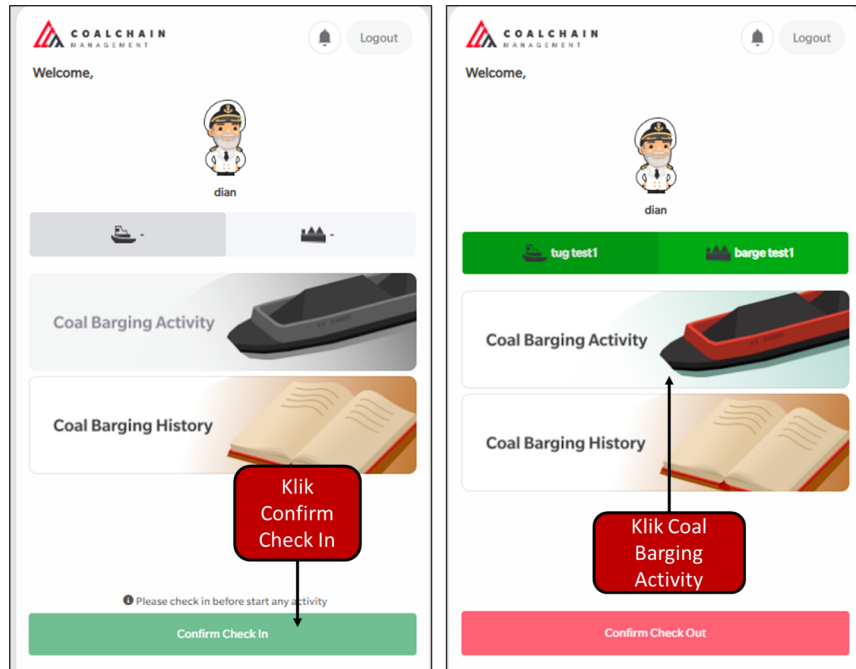 COALCHAIN
MANAGEMENT
Logout
Welcome,
dian
-
-
Coal Barging Activity
Coal Barging History
Klik
Confirm
Check In
Please check in before start any activity
Confirm Check In
COALCHAIN
MANAGEMENT
Logout
Welcome,
dian
tug test1
barge test1
Coal Barging Activity
Coal Barging History
Klik Coal
Barging
Activity
Confirm Check Out